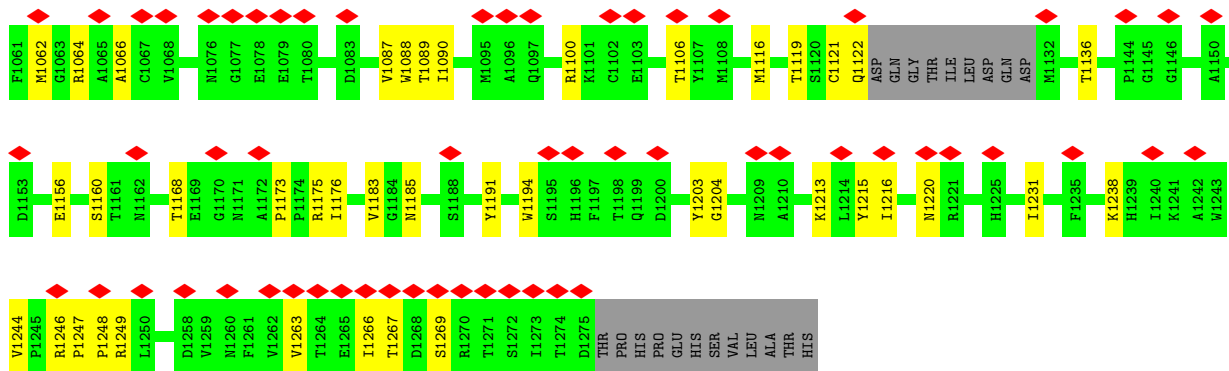 F1061 M1062 G1063 R1064 A1065 A1066 C1067 V1068 N1076 G1077 E1078 E1079 T1080 D1083 V1087 W1088 T1089 I1090 M1095 A1096 Q1097 R1100 K1101 C1102 E1103 T1106 Y1107 M1108 M1116 T1119 S1120 C1121 Q1122 ASP GLN GLY THR ILE LEU ASP GLN ASP M1132 T1136 P1144 G1145 G1146 A1150
D1153 E1156 S1160 T1161 N1162 T1168 E1169 G1170 N1171 A1172 P1173 P1174 R1175 I1176 V1183 G1184 N1185 S1188 Y1191 W1194 S1195 H1196 F1197 T1198 Q1199 D1200 Y1203 G1204 N1209 A1210 K1213 L1214 Y1215 I1216 N1220 R1221 H1225 I1231 F1235 K1238 H1239 I1240 K1241 A1242 W1243
V1244 P1245 R1246 P1247 P1248 R1249 L1250 D1258 V1259 N1260 F1261 V1262 V1263 T1264 E1265 I1266 T1267 D1268 S1269 R1270 T1271 S1272 I1273 T1274 D1275 THR PRO HIS PRO GLU HIS SER VAL LEU ALA THR HIS